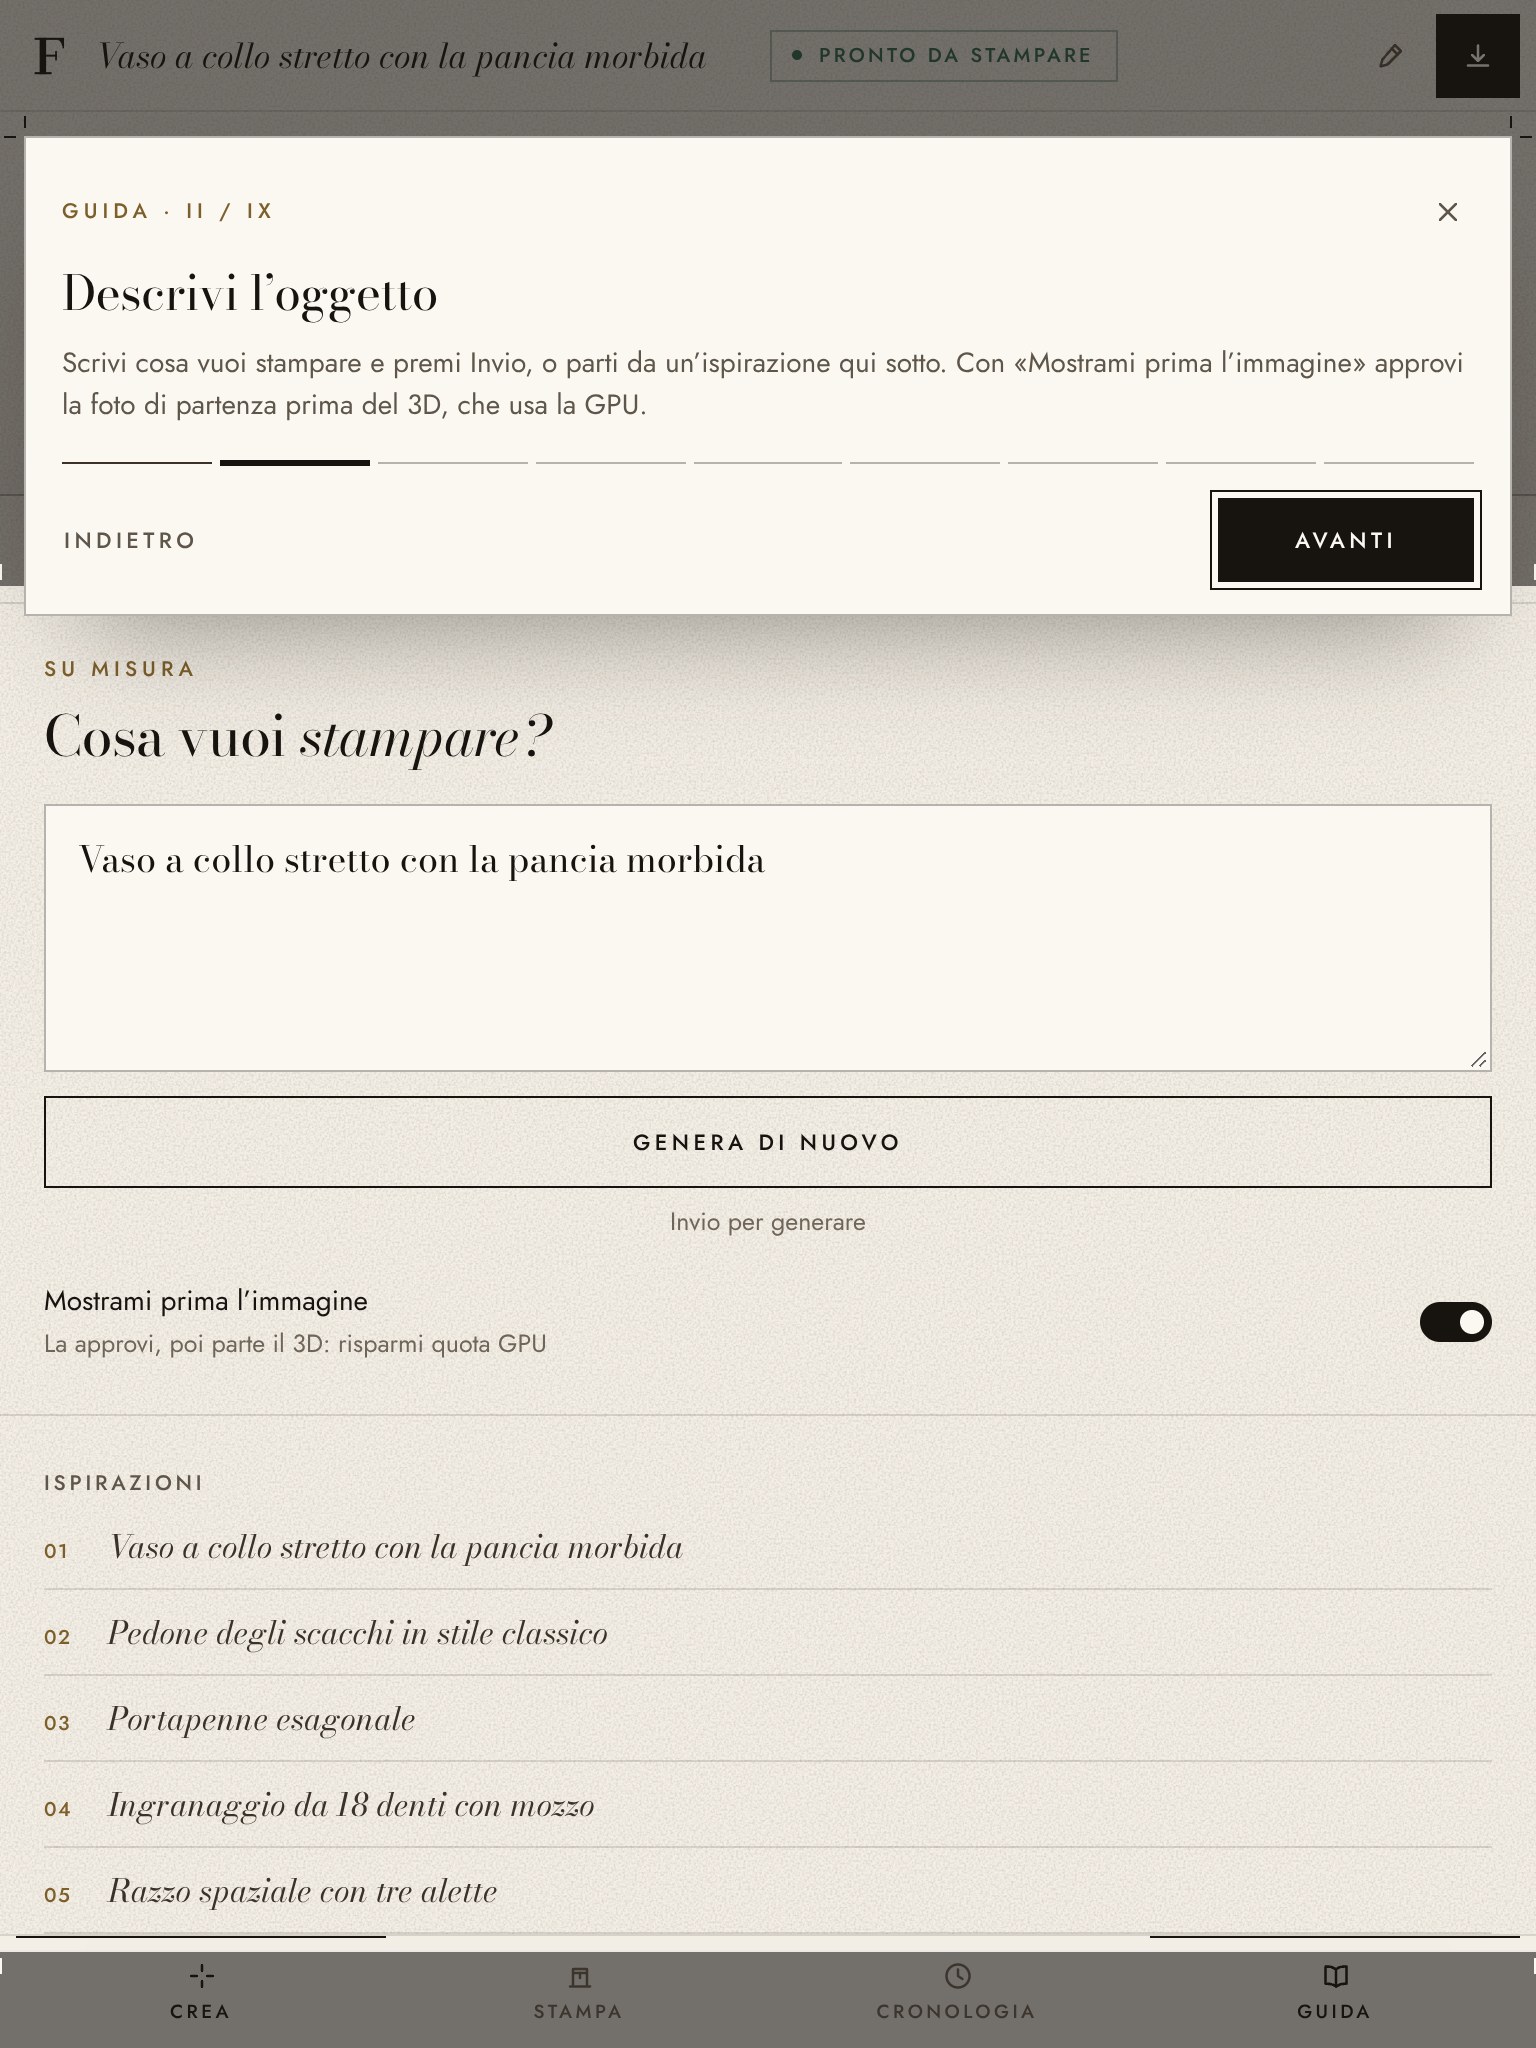 F Vaso a collo stretto con la pancia morbida PRONTO DA STAMPARE
GUIDA · II / IX
Descrivi l’oggetto
Scrivi cosa vuoi stampare e premi Invio, o parti da un’ispirazione qui sotto. Con «Mostrami prima l’immagine» approvi
la foto di partenza prima del 3D, che usa la GPU.
INDIETRO
AVANTI
SU MISURA
Cosa vuoi stampare?
Vaso a collo stretto con la pancia morbida
GENERA DI NUOVO
Invio per generare
Mostrami prima l’immagine
La approvi, poi parte il 3D: risparmi quota GPU
ISPIRAZIONI
01 Vaso a collo stretto con la pancia morbida
02 Pedone degli scacchi in stile classico
03 Portapenne esagonale
04 Ingranaggio da 18 denti con mozzo
05 Razzo spaziale con tre alette
CREA
STAMPA
CRONOLOGIA
GUIDA